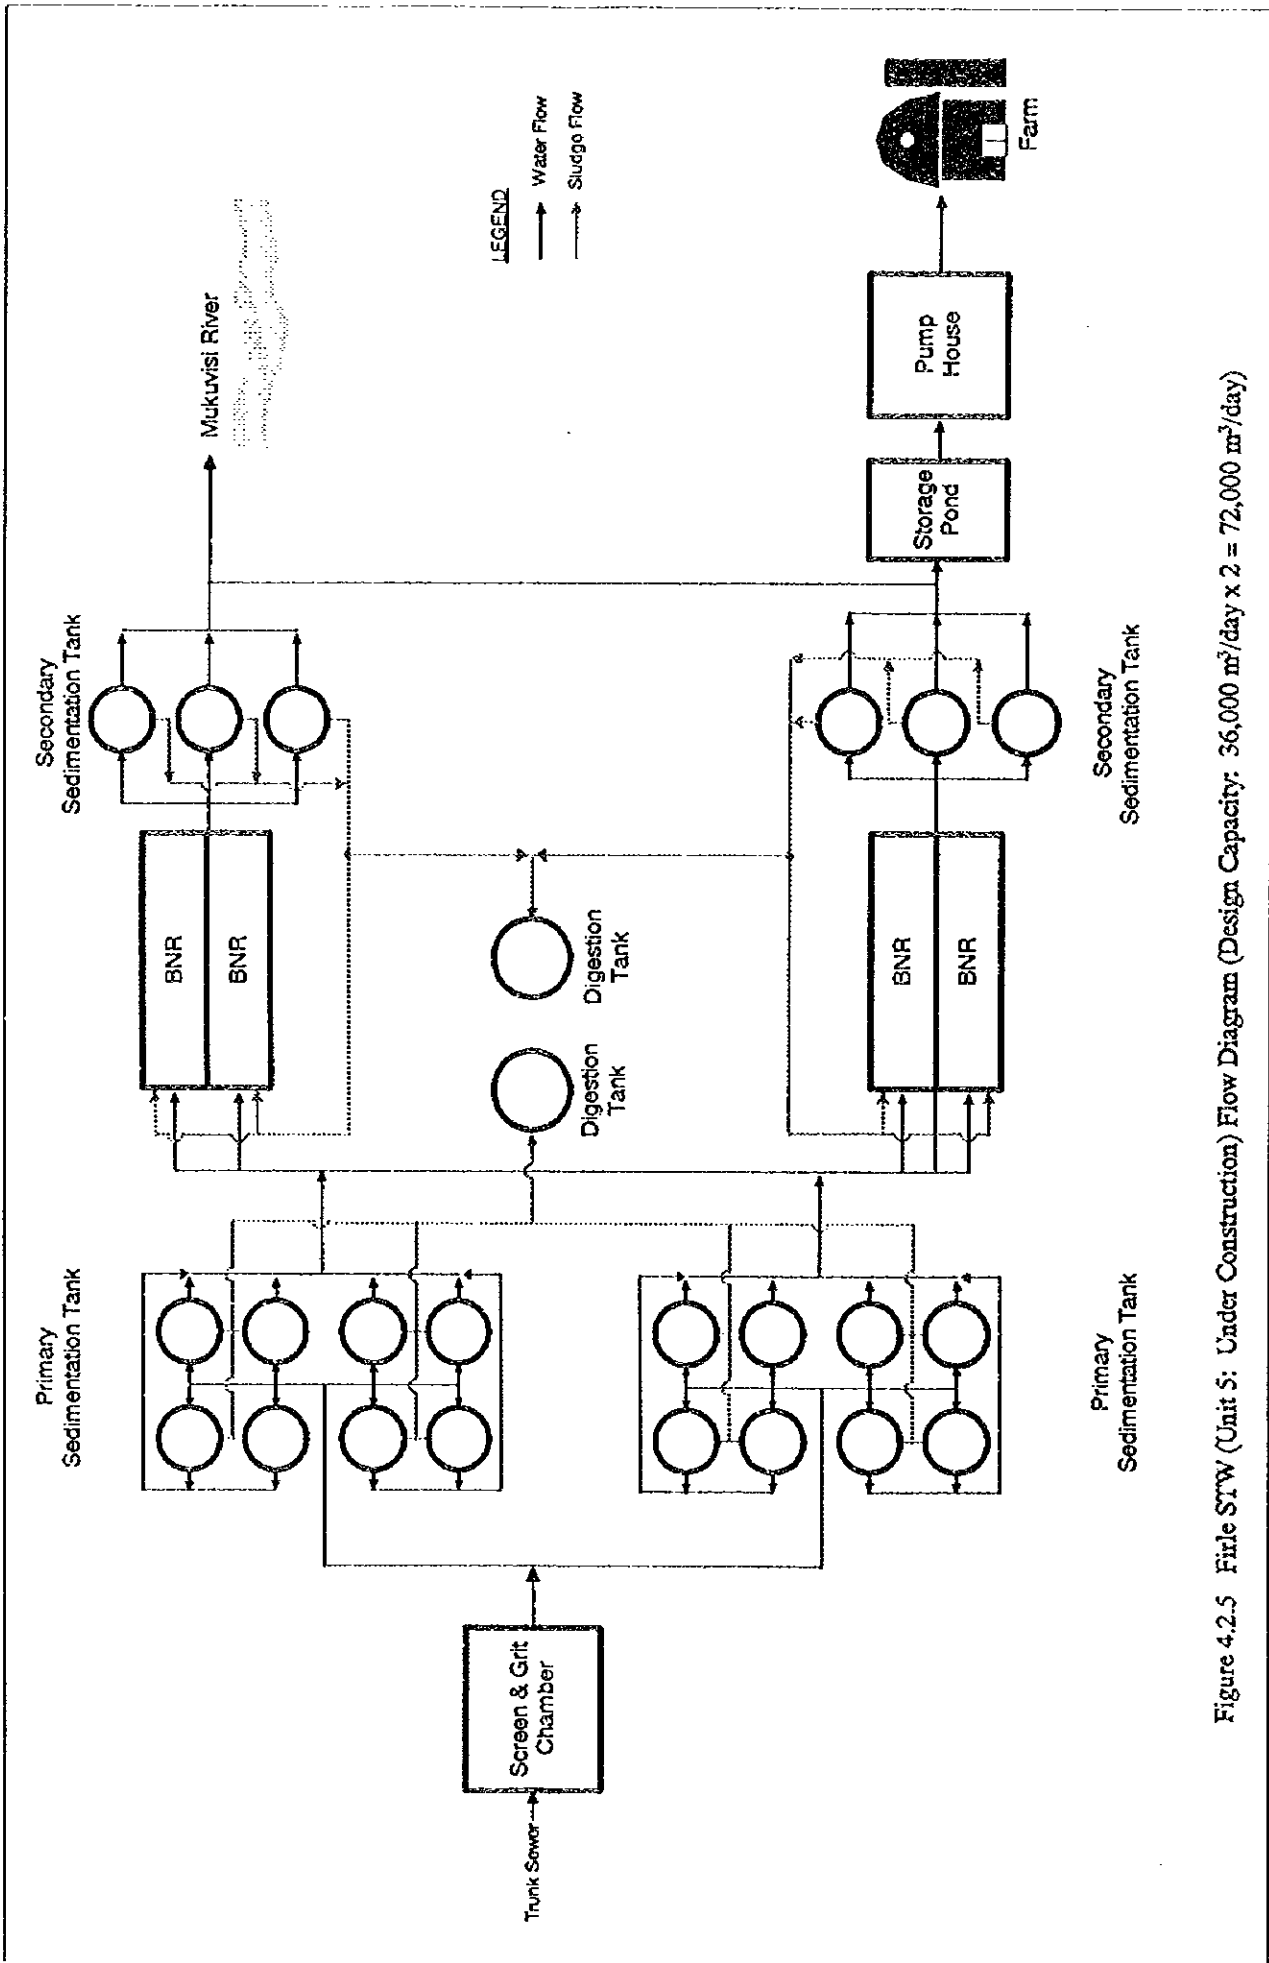 Trunk Sewer
Screen & Grit
Chamber
Primary
Sedimentation Tank
Primary
Sedimentation Tank
Digestion
Tank
Digestion
Tank
BNR
BNR
BNR
BNR
Secondary
Sedimentation Tank
Secondary
Sedimentation Tank
Mukuvisi River
Storage
Pond
Pump
House
Farm
LEGEND
Water Flow
Sludge Flow
Figure 4.2.5 Firle STW (Unit 5: Under Construction) Flow Diagram (Design Capacity: 36,000 m³/day x 2 = 72,000 m³/day)